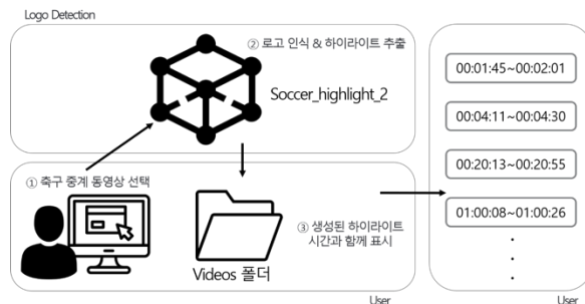 Logo Detection
② 로고 인식 & 하이라이트 추출
Soccer_highlight_2
① 축구 중계 동영상 선택
Videos 폴더
③ 생성된 하이라이트
시간과 함께 표시
User
00:01:45~00:02:01
00:04:11~00:04:30
00:20:13~00:20:55
01:00:08~01:00:26
User